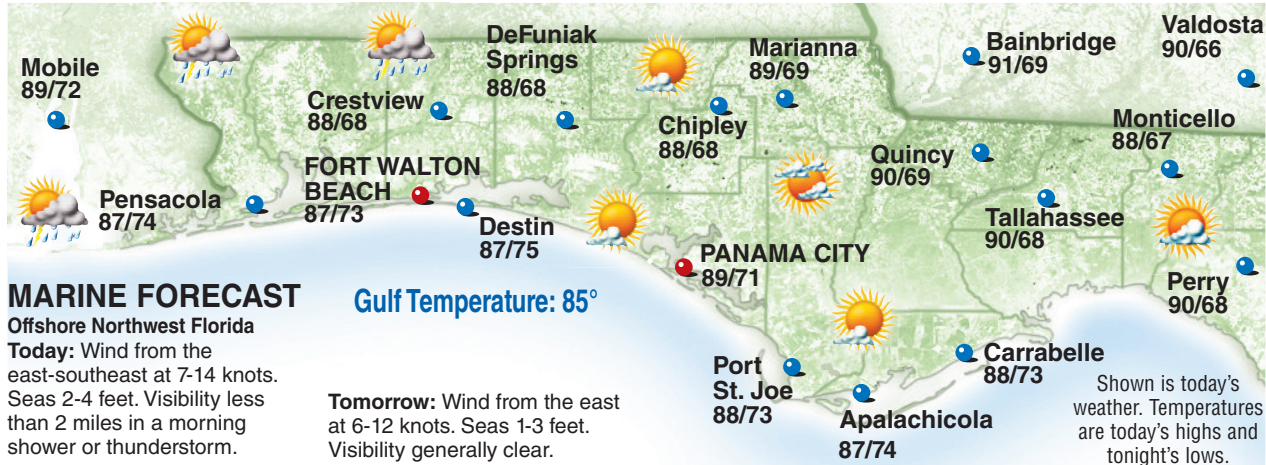 Mobile
89/72
DeFuniak
Springs
88/68
Marianna
89/69
Bainbridge
91/69
Valdosta
90/66
Crestview
88/68
Chipley
88/68
Monticello
88/67
Quincy
90/69
FORT WALTON
BEACH
87/73
Pensacola
87/74
Destin
87/75
Tallahassee
90/68
PANAMA CITY
89/71
Perry
90/68
MARINE FORECAST
Offshore Northwest Florida
Today: Wind from the
east-southeast at 7-14 knots.
Seas 2-4 feet. Visibility less
than 2 miles in a morning
shower or thunderstorm.
Gulf Temperature: 85°
Tomorrow: Wind from the east
at 6-12 knots. Seas 1-3 feet.
Visibility generally clear.
Port
St. Joe
88/73
Apalachicola
87/74
Carrabelle
88/73
Shown is today's
weather. Temperatures
are today's highs and
tonight's lows.